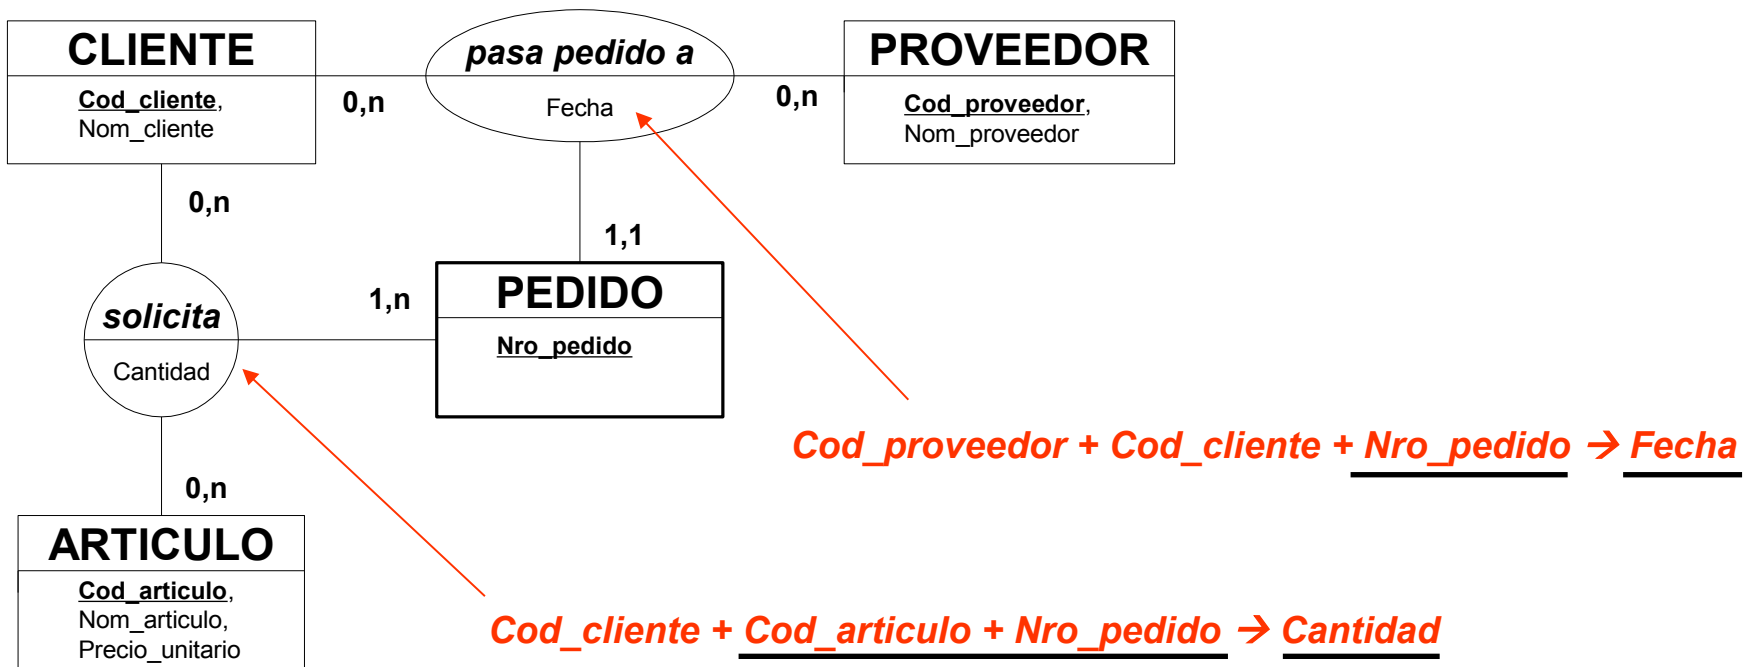 CLIENTE
Cod_cliente,
Nom_cliente
pasa pedido a
Fecha
PROVEEDOR
Cod_proveedor,
Nom_proveedor
0,n
0,n
0,n
1,1
solicita
Cantidad
1,n
PEDIDO
Nro_pedido
Cod_proveedor + Cod_cliente + Nro_pedido → Fecha
0,n
ARTICULO
Cod_articulo,
Nom_articulo,
Precio_unitario
Cod_cliente + Cod_articulo + Nro_pedido → Cantidad